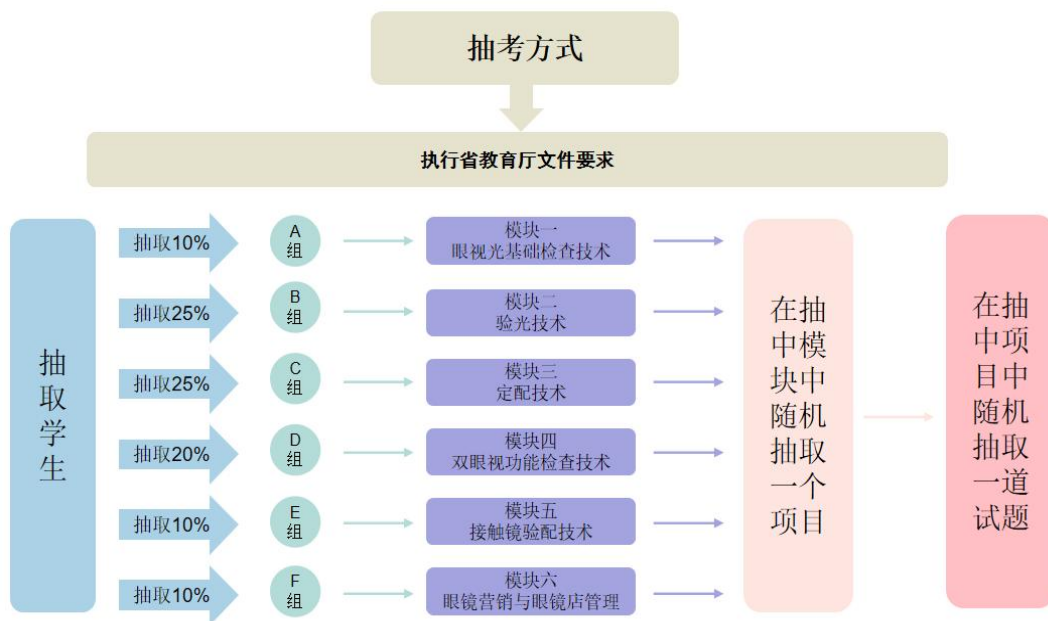 抽考方式
执行省教育厅文件要求
抽取学生
抽取10%
A
组
模块一
眼视光基础检查技术
抽取25%
B
组
模块二
验光技术
抽取25%
C
组
模块三
定配技术
抽取20%
D
组
模块四
双眼视功能检查技术
抽取10%
E
组
模块五
接触镜验配技术
抽取10%
F
组
模块六
眼镜营销与眼镜店管理
在抽
中模
块中
随机
抽取
一个
项目
在抽
中项
目中
随机
抽取
一道
试题